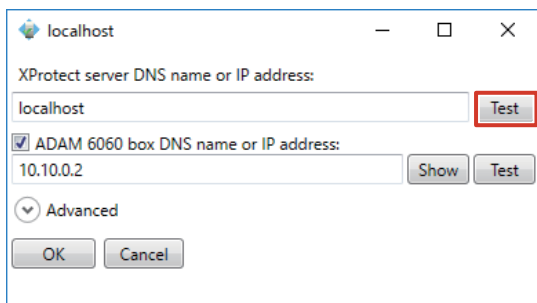 localhost
XProtect server DNS name or IP address:
localhost Test
ADAM 6060 box DNS name or IP address:
10.10.0.2 Show Test
Advanced
OK Cancel